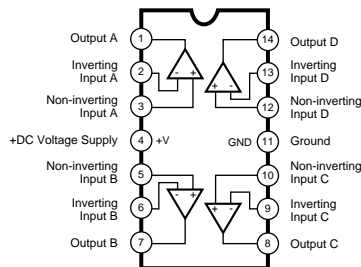 Output A
1
14
Output D
Inverting
Input A
2
13
Inverting
Input D
- +
+ -
Non-inverting
Input A
3
12
Non-inverting
Input D
+DC Voltage Supply
4
+V
GND
11
Ground
Non-inverting
Input B
5
10
Non-inverting
Input C
- +
+ -
Inverting
Input B
6
9
Inverting
Input C
Output B
7
8
Output C